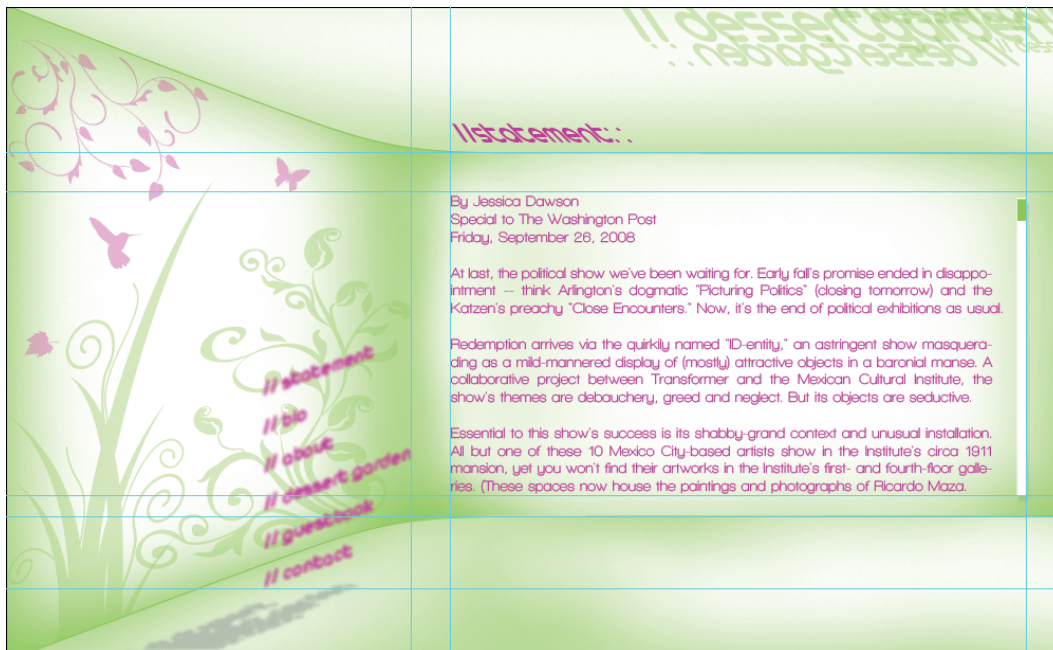 // dessertgarden
//statement: :
By Jessica Dawson
Special to The Washington Post
Friday, September 26, 2008
At last, the political show we've been waiting for. Early fall's promise ended in disappo-
intment -- think Arlington's dogmatic "Picturing Politics" (closing tomorrow) and the
Katzen's preachy "Close Encounters." Now, it's the end of political exhibitions as usual.
Redemption arrives via the quirkily named "ID-entity," an astringent show masquera-
ding as a mild-mannered display of (mostly) attractive objects in a baronial manse. A
collaborative project between Transformer and the Mexican Cultural Institute, the
show's themes are debauchery, greed and neglect. But its objects are seductive.
Essential to this show's success is its shabby-grand context and unusual installation.
All but one of these 10 Mexico City-based artists show in the Institute's circa 1911
mansion, yet you won't find their artworks in the Institute's first- and fourth-floor galle-
ries. (These spaces now house the paintings and photographs of Ricardo Maza.
// statement
// bio
// about
// dessert garden
// guestbook
// contact